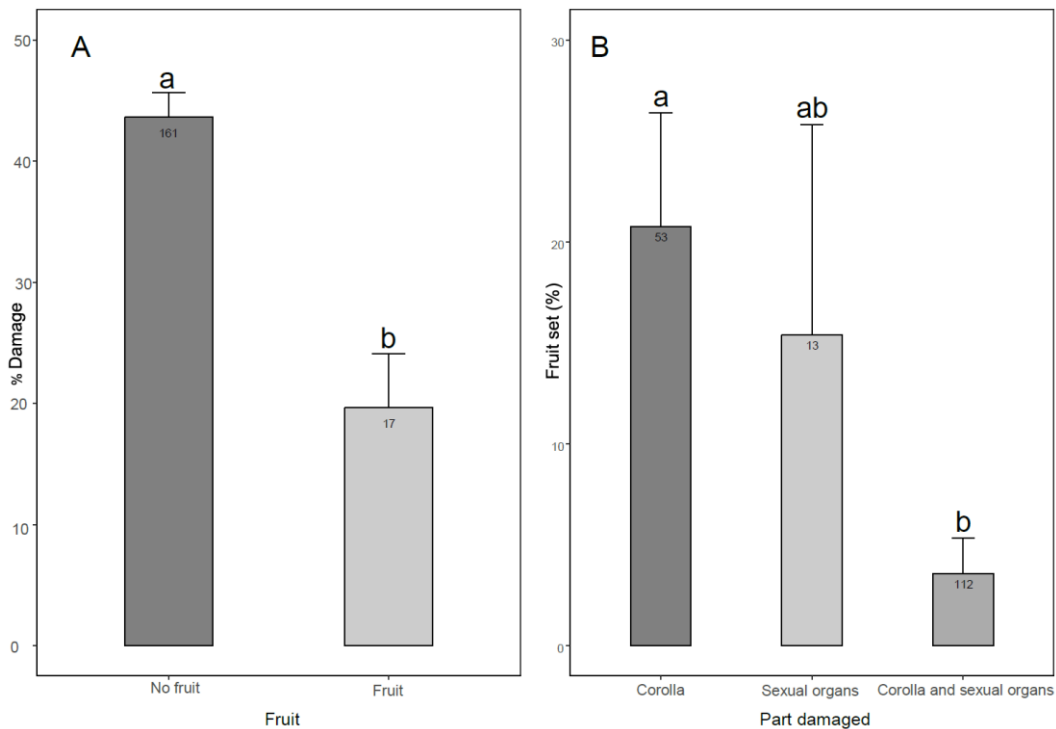 A
50
40
30
20
10
0
% Damage
a
161
b
17
No fruit
Fruit
Fruit
B
30
20
10
0
Fruit set (%)
a
53
ab
13
b
112
Corolla
Sexual organs
Corolla and sexual organs
Part damaged